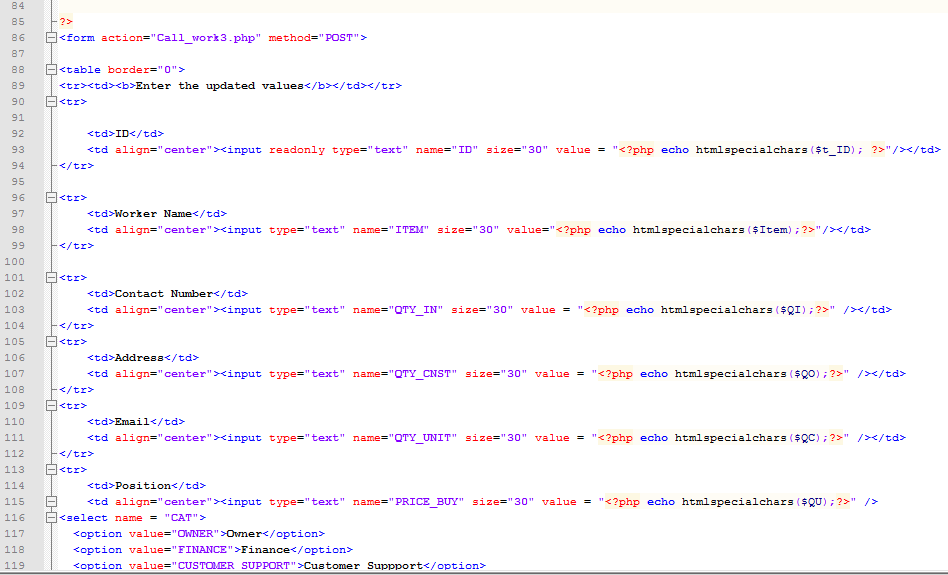 84
85 ?>
86 <form action="Call_work3.php" method="POST">
87
88 <table border="0">
89 <tr><td><b>Enter the updated values</b></td></tr>
90 <tr>
91
92 <td>ID</td>
93 <td align="center"><input readonly type="text" name="ID" size="30" value = "<?php echo htmlspecialchars($t_ID); ?>"/></td>
94 </tr>
95
96 <tr>
97 <td>Worker Name</td>
98 <td align="center"><input type="text" name="ITEM" size="30" value="<?php echo htmlspecialchars($Item);?>"/></td>
99 </tr>
100
101 <tr>
102 <td>Contact Number</td>
103 <td align="center"><input type="text" name="QTY_IN" size="30" value = "<?php echo htmlspecialchars($QI);?>" /></td>
104 </tr>
105 <tr>
106 <td>Address</td>
107 <td align="center"><input type="text" name="QTY_CNST" size="30" value = "<?php echo htmlspecialchars($QO);?>" /></td>
108 </tr>
109 <tr>
110 <td>Email</td>
111 <td align="center"><input type="text" name="QTY_UNIT" size="30" value = "<?php echo htmlspecialchars($QC);?>" /></td>
112 </tr>
113 <tr>
114 <td>Position</td>
115 <td align="center"><input type="text" name="PRICE_BUY" size="30" value = "<?php echo htmlspecialchars($QU);?>" />
116 <select name = "CAT">
117 <option value="OWNER">Owner</option>
118 <option value="FINANCE">Finance</option>
119 <option value="CUSTOMER SUPPORT">Customer Suppport</option>